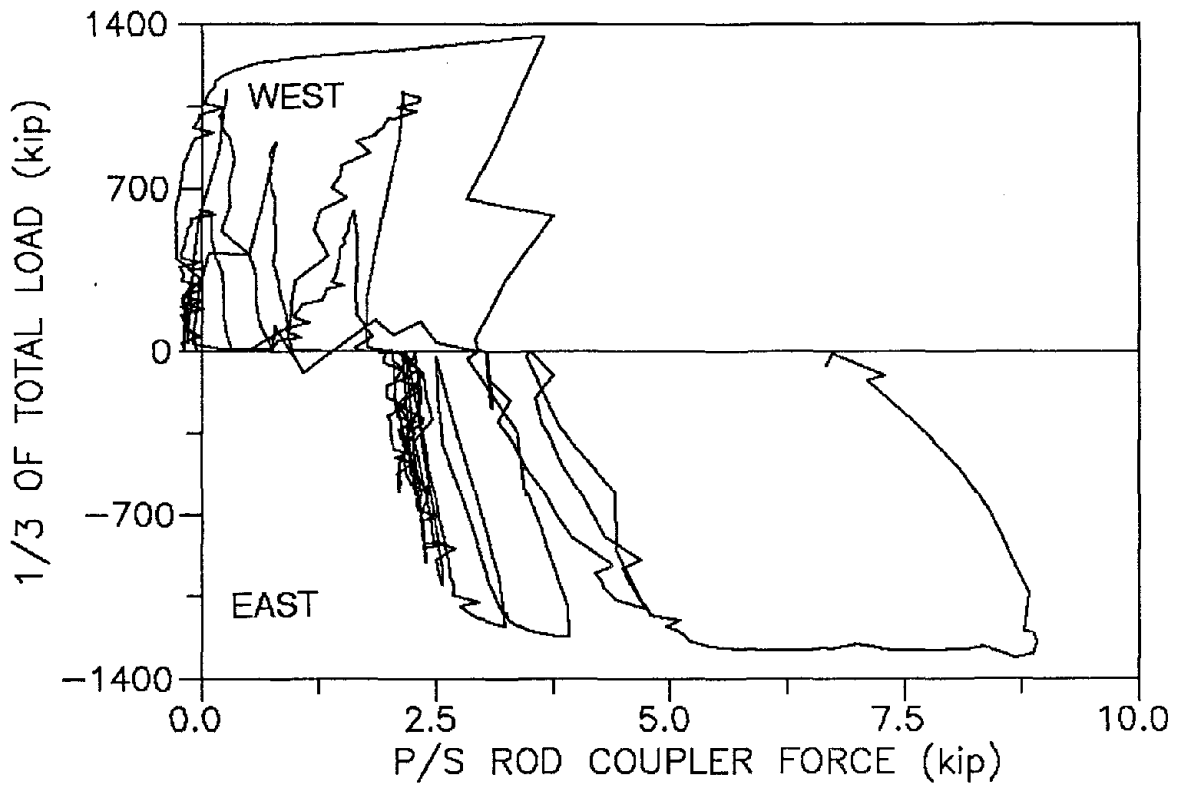 1400
WEST
700
0
−700
EAST
−1400
0.0 2.5 5.0 7.5 10.0
P/S ROD COUPLER FORCE (kip)
1/3 OF TOTAL LOAD (kip)